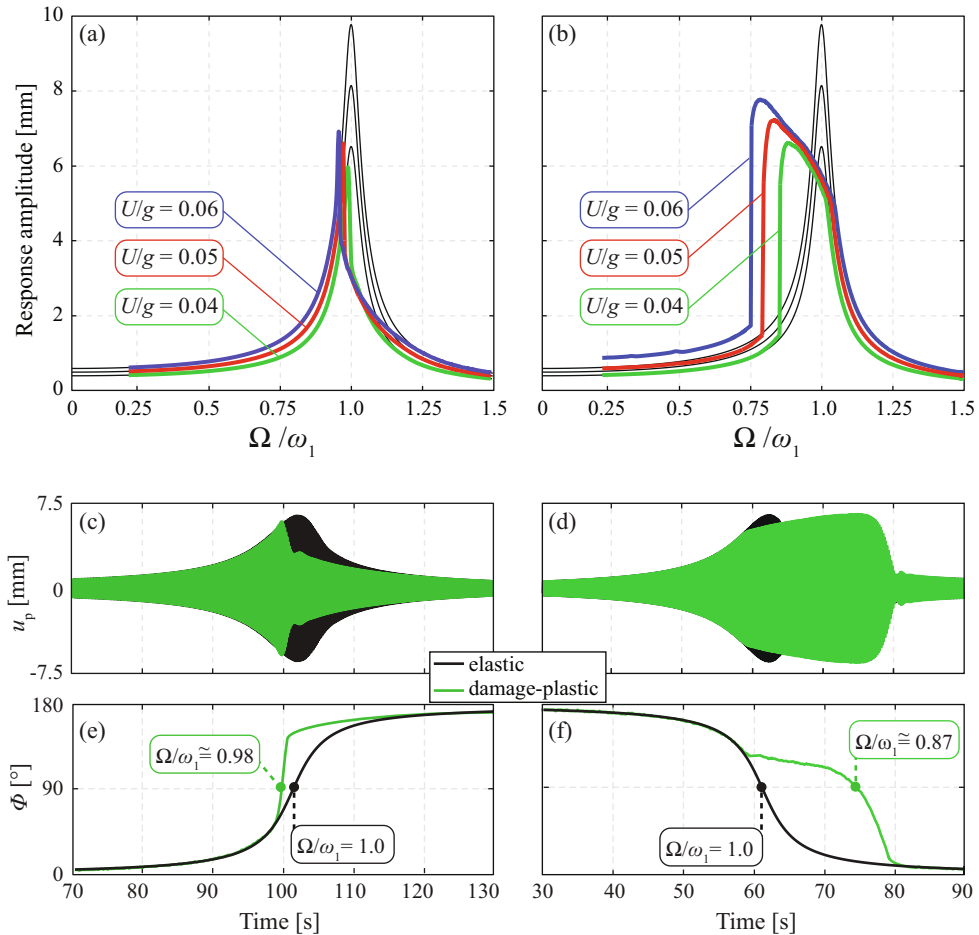 (a)
(b)
10
8
6
4
2
0
Response amplitude [mm]
U/g = 0.06
U/g = 0.05
U/g = 0.04
U/g = 0.06
U/g = 0.05
U/g = 0.04
0 0.25 0.5 0.75 1.0 1.25 1.5
0 0.25 0.5 0.75 1.0 1.25 1.5
Ω /ω₁
Ω /ω₁
(c)
(d)
7.5
0
-7.5
uₚ [mm]
elastic
damage-plastic
(e)
(f)
180
90
0
Φ [°]
Ω/ω₁ ≅ 0.98
Ω/ω₁ = 1.0
Ω/ω₁ ≅ 0.87
Ω/ω₁ = 1.0
70 80 90 100 110 120 130
30 40 50 60 70 80 90
Time [s]
Time [s]